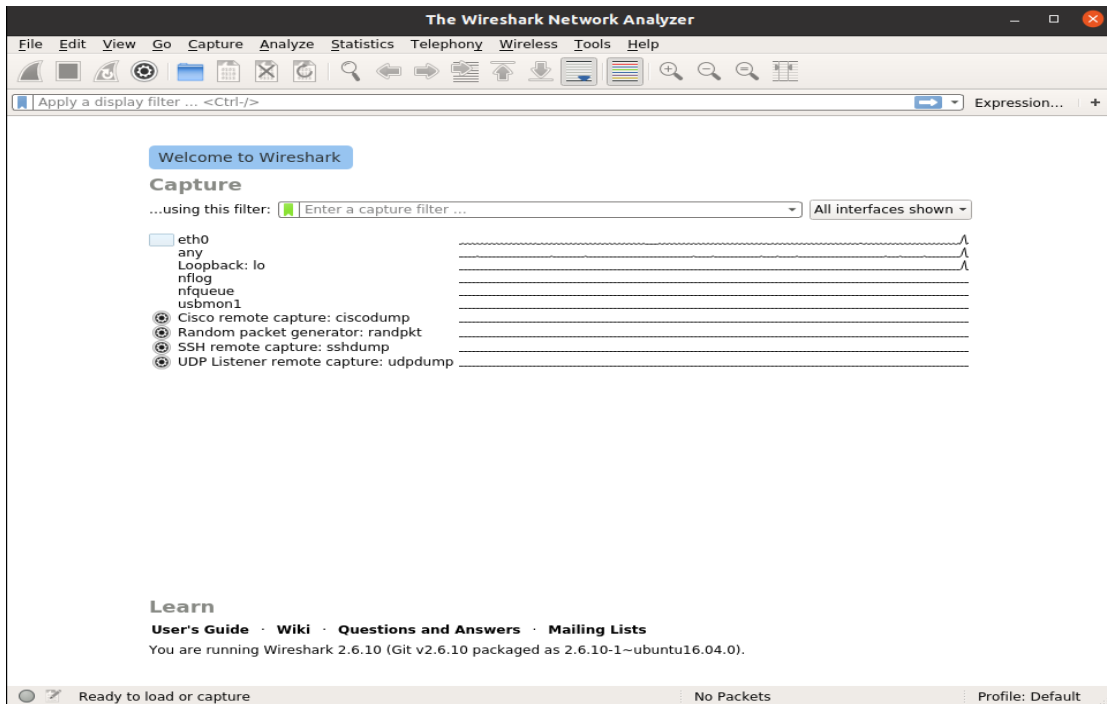 The Wireshark Network Analyzer
File Edit View Go Capture Analyze Statistics Telephony Wireless Tools Help
Apply a display filter ... <Ctrl-/> Expression... +
Welcome to Wireshark
Capture
...using this filter: Enter a capture filter ... All interfaces shown
eth0
any
Loopback: lo
nflog
nfqueue
usbmon1
Cisco remote capture: ciscodump
Random packet generator: randpkt
SSH remote capture: sshdump
UDP Listener remote capture: udpdump
Learn
User's Guide · Wiki · Questions and Answers · Mailing Lists
You are running Wireshark 2.6.10 (Git v2.6.10 packaged as 2.6.10-1~ubuntu16.04.0).
Ready to load or capture No Packets Profile: Default